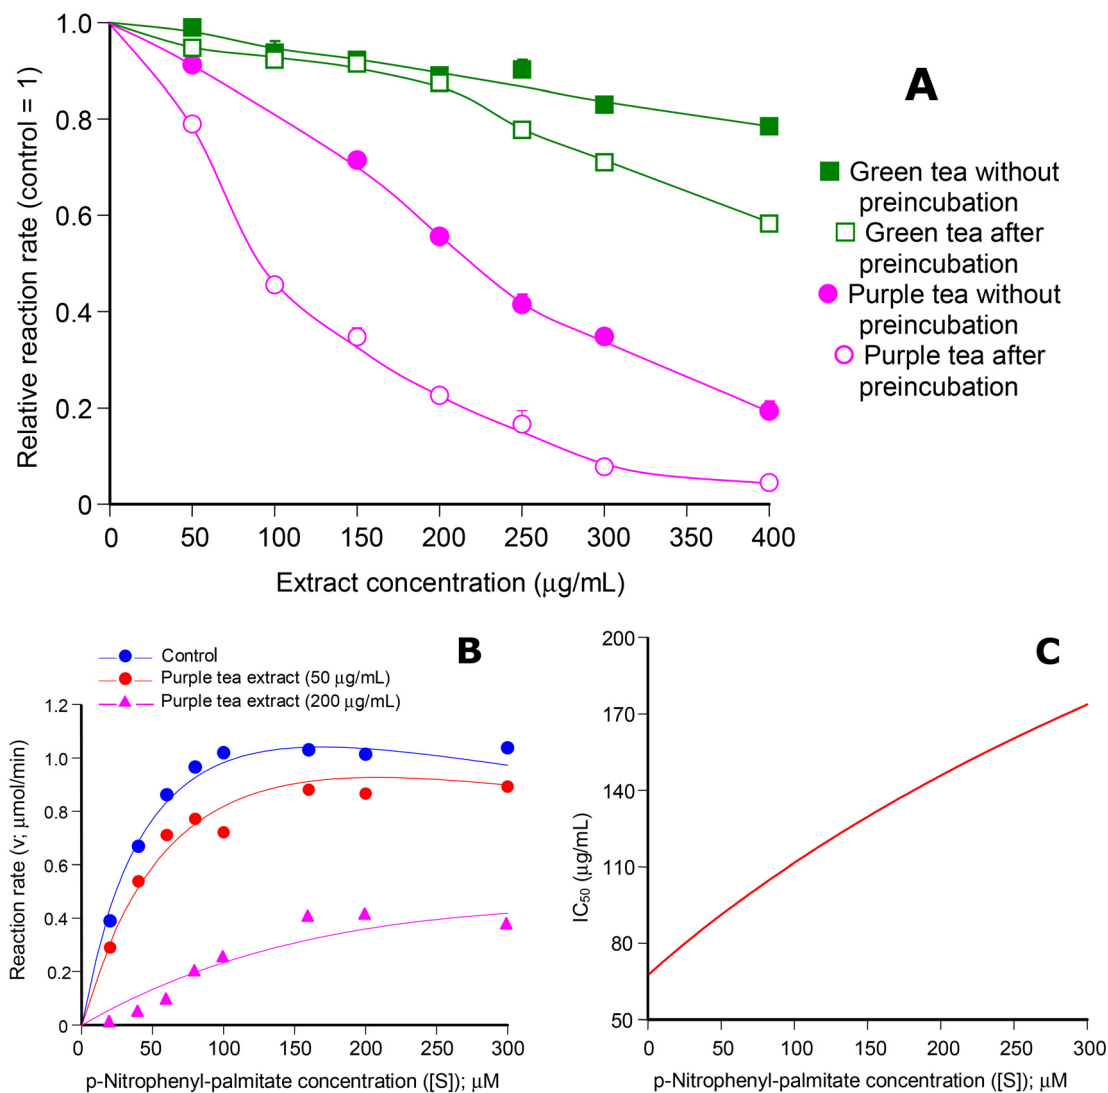 A
Relative reaction rate (control = 1)
1.0
0.8
0.6
0.4
0.2
0
0 50 100 150 200 250 300 350 400
Extract concentration (μg/mL)
Green tea without
preincubation
Green tea after
preincubation
Purple tea without
preincubation
Purple tea after
preincubation
B
Control
Purple tea extract (50 μg/mL)
Purple tea extract (200 μg/mL)
Reaction rate (v; μmol/min)
1.2
1.0
0.8
0.6
0.4
0.2
0
0 50 100 150 200 250 300
p-Nitrophenyl-palmitate concentration ([S]); μM
C
IC50 (μg/mL)
200
170
140
110
80
50
0 50 100 150 200 250 300
p-Nitrophenyl-palmitate concentration ([S]); μM